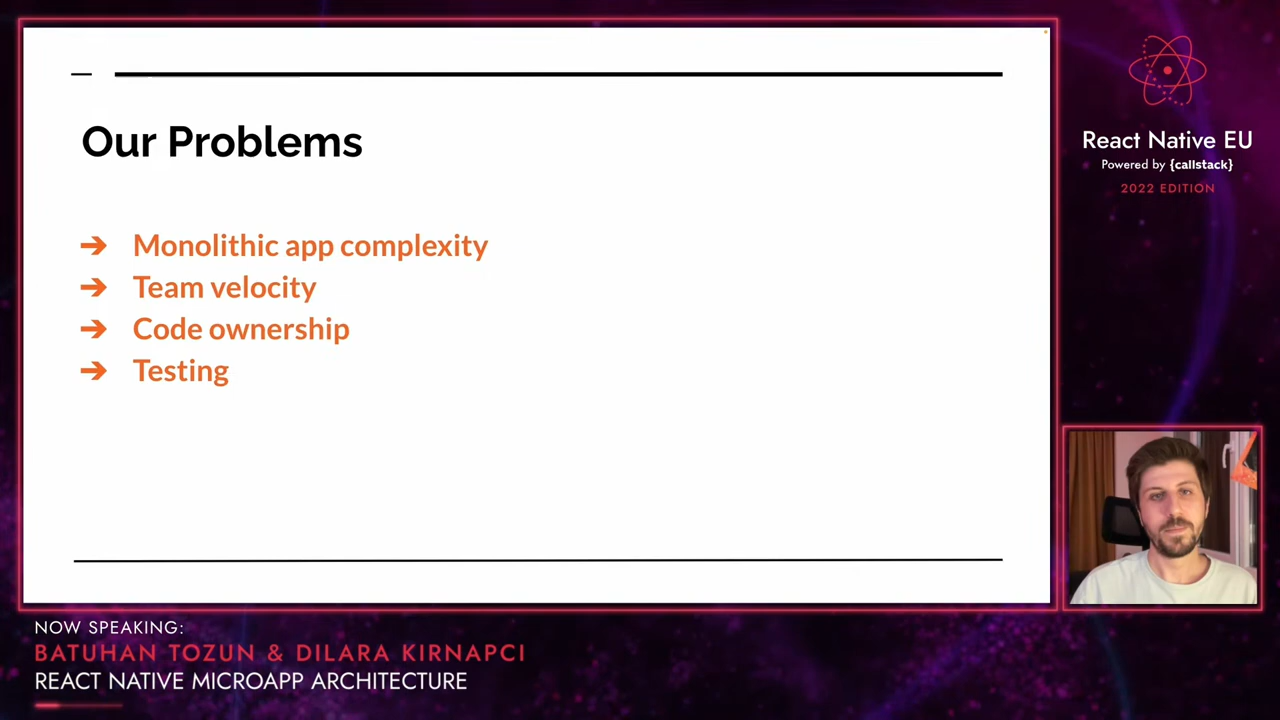 Our Problems
➔ Monolithic app complexity
➔ Team velocity
➔ Code ownership
➔ Testing
React Native EU
Powered by {callstack}
2022 EDITION
NOW SPEAKING:
BATUHAN TOZUN & DILARA KIRNAPCI
REACT NATIVE MICROAPP ARCHITECTURE